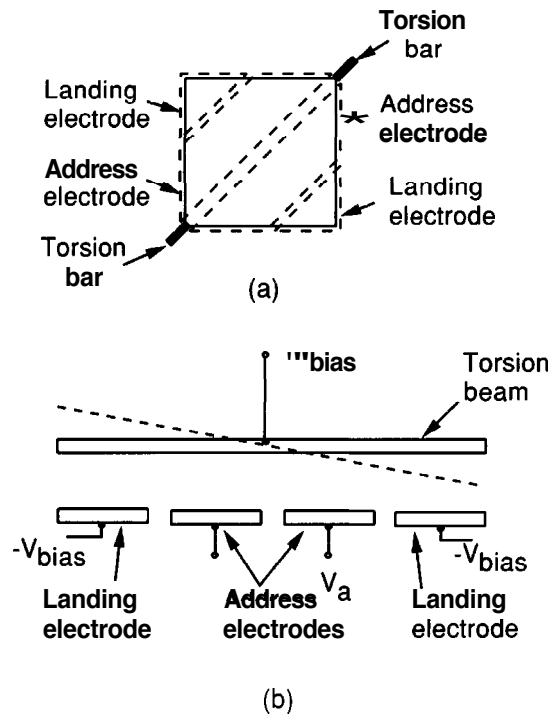 Torsion
bar
Landing
electrode
Address
electrode
Address
electrode
Landing
electrode
Torsion
bar
(a)
bias
Torsion
beam
-Vbias
Va
-Vbias
Landing
electrode
Address
electrodes
Landing
electrode
(b)